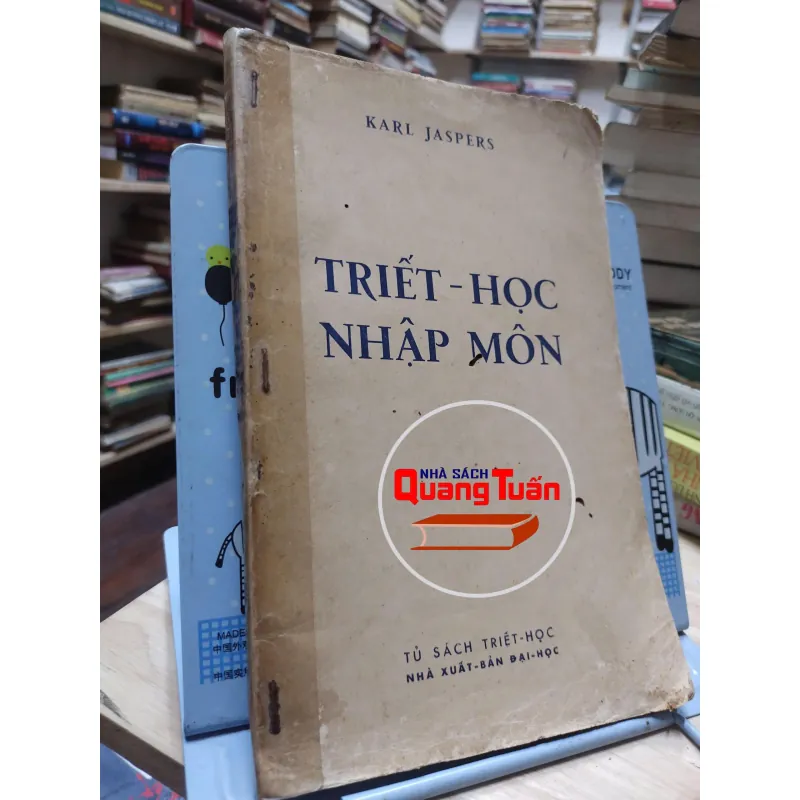 KARL JASPERS
TRIẾT - HỌC
NHẬP MÔN
NHÀ SÁCH
Quang Tuấn
TỦ SÁCH TRIẾT-HỌC
NHÀ XUẤT-BẢN ĐẠI-HỌC
MADE